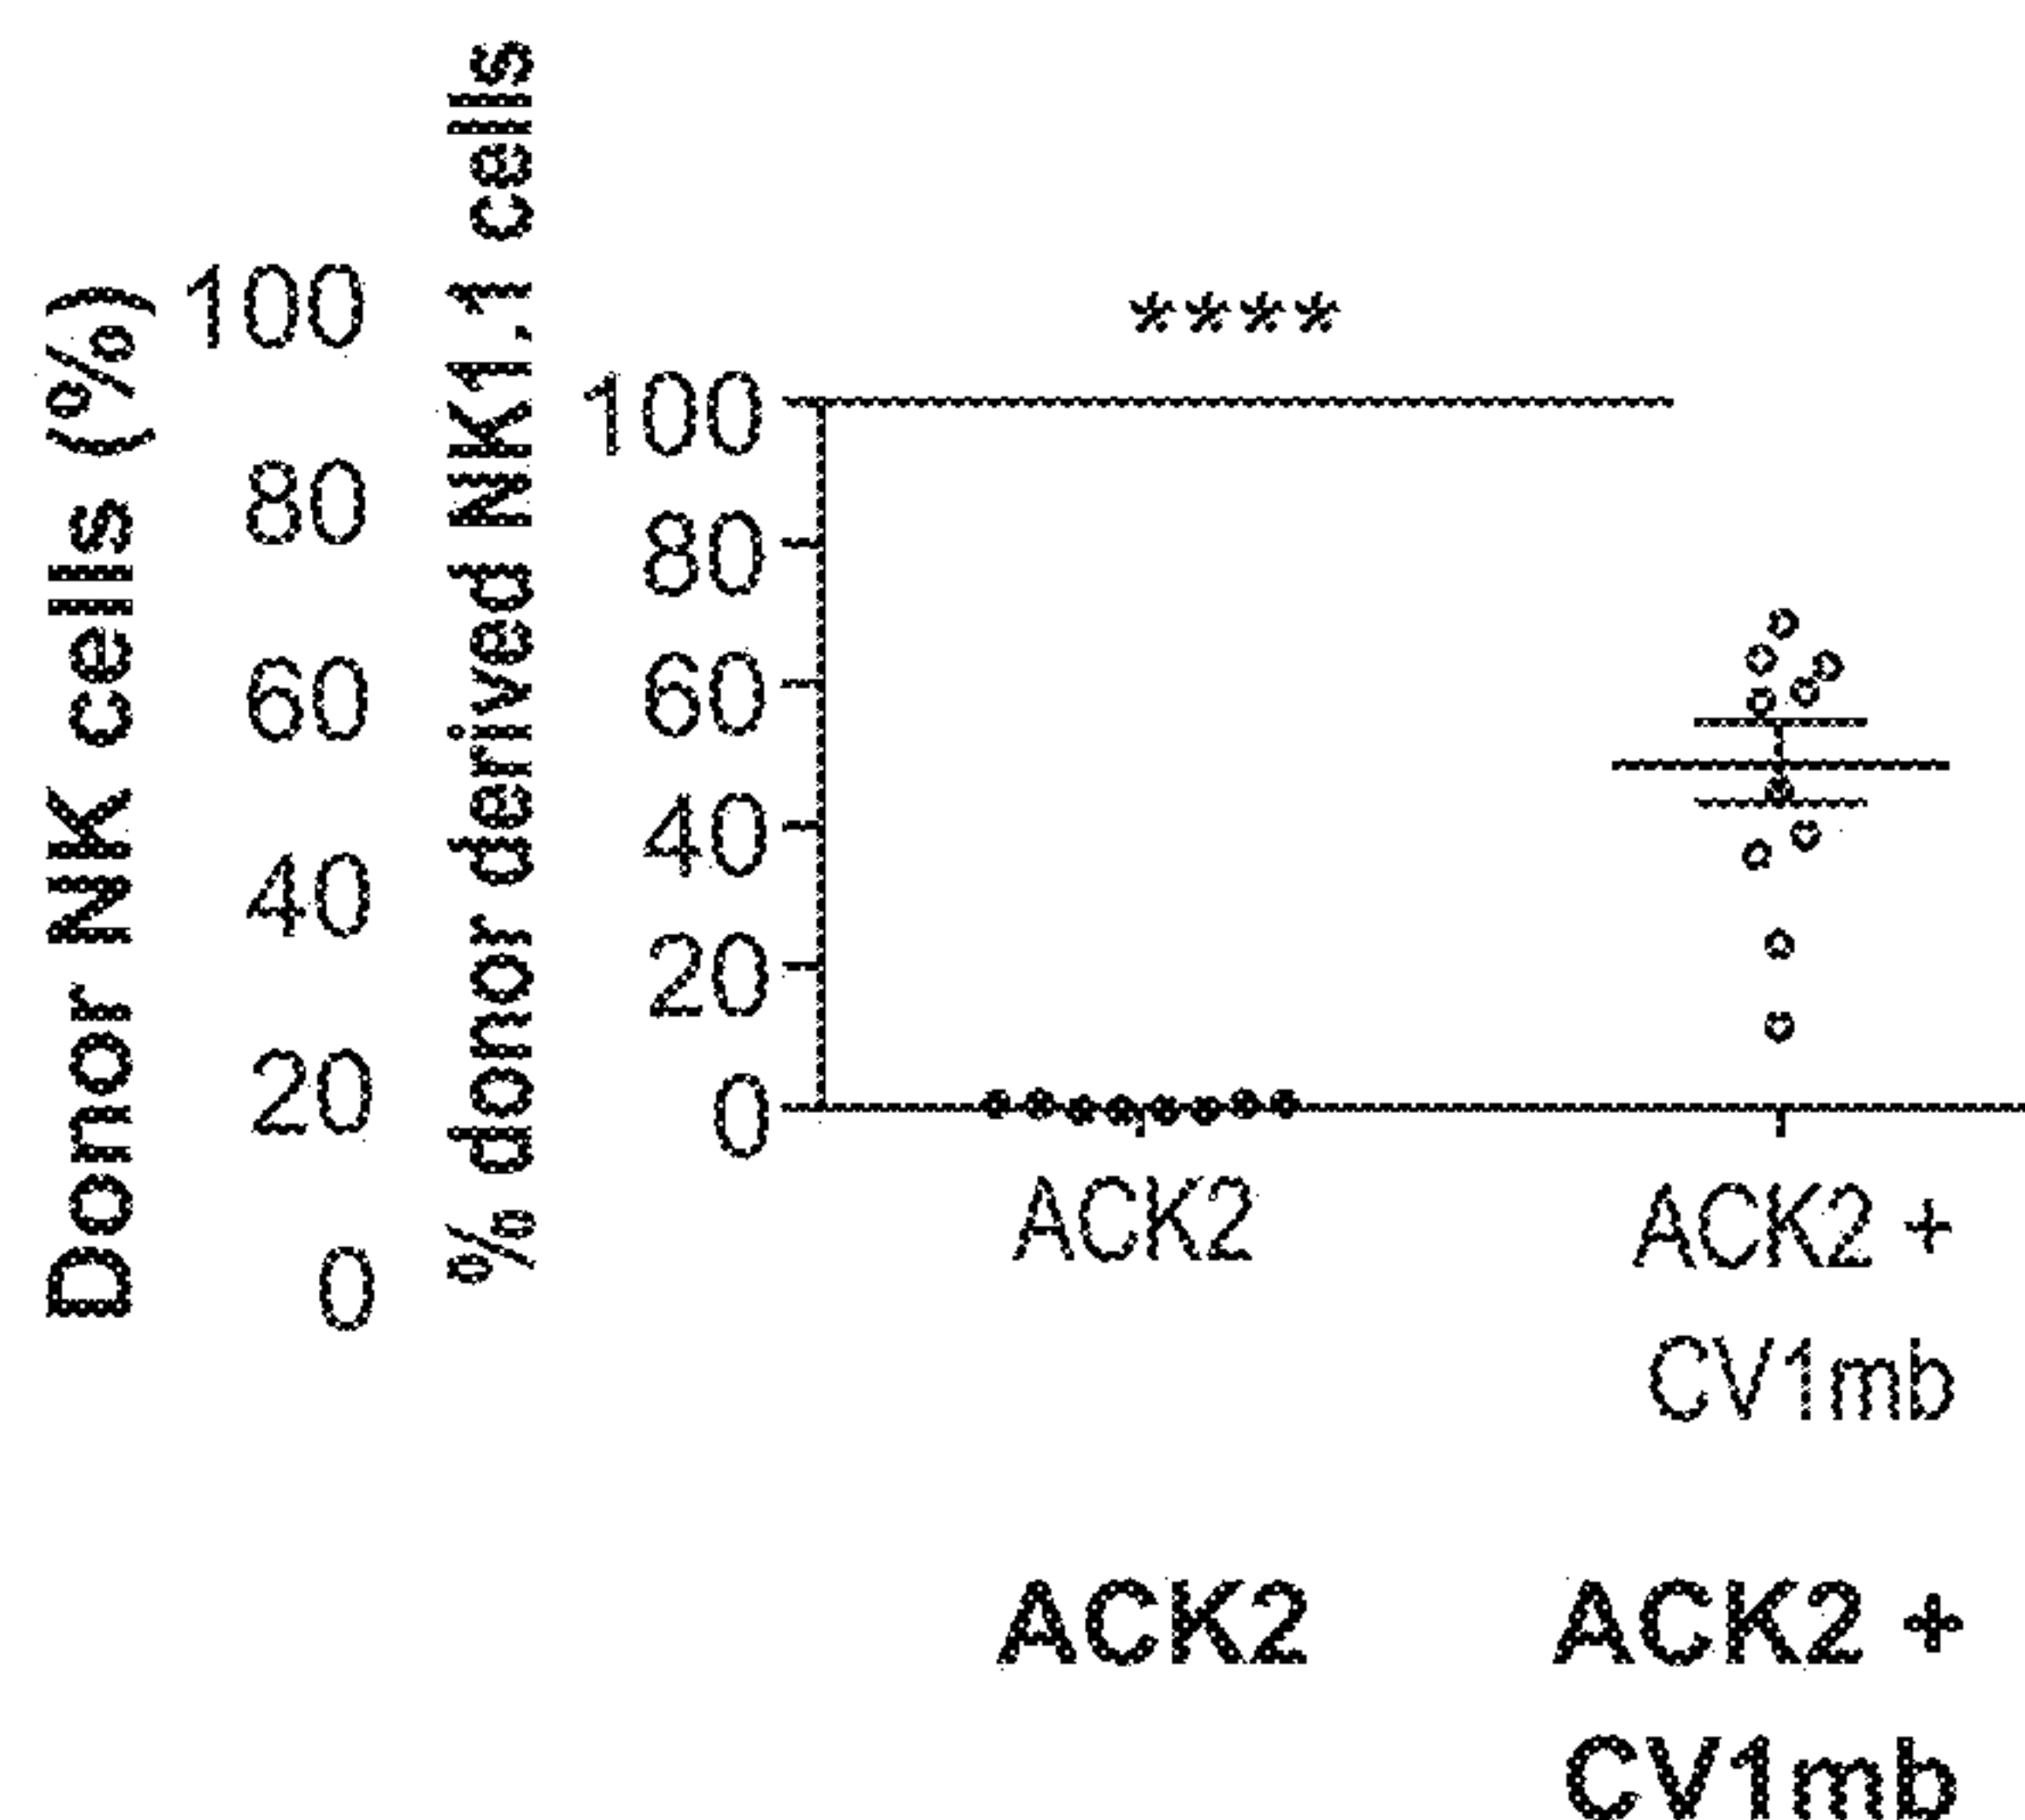 Donor NK cells (%)
100
80
60
40
20
0
% donor derived NK1.1 cells
****
100
80
60
40
20
0
ACK2
ACK2 +
CV1mb
ACK2
ACK2 +
CV1mb